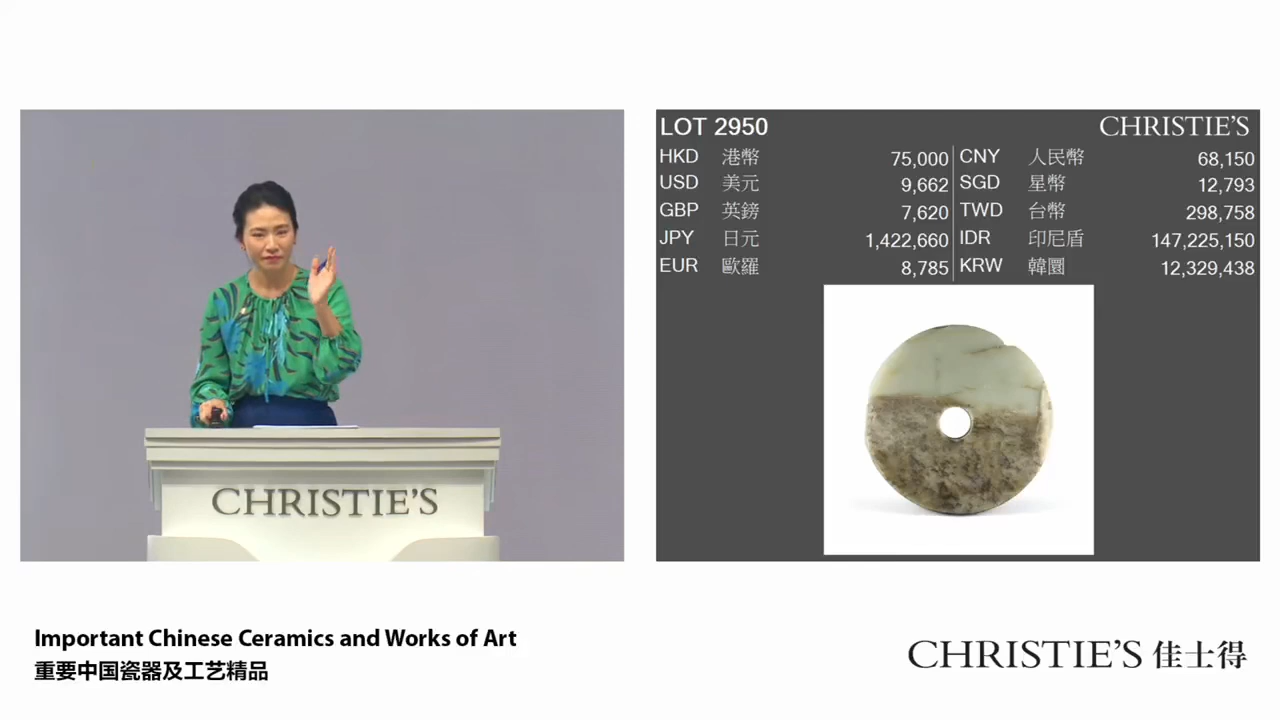 CHRISTIE'S
LOT 2950 CHRISTIE'S
HKD 港幣 75,000 CNY 人民幣 68,150
USD 美元 9,662 SGD 星幣 12,793
GBP 英鎊 7,620 TWD 台幣 298,758
JPY 日元 1,422,660 IDR 印尼盾 147,225,150
EUR 歐羅 8,785 KRW 韓圜 12,329,438
Important Chinese Ceramics and Works of Art
重要中国瓷器及工艺精品
CHRISTIE'S 佳士得